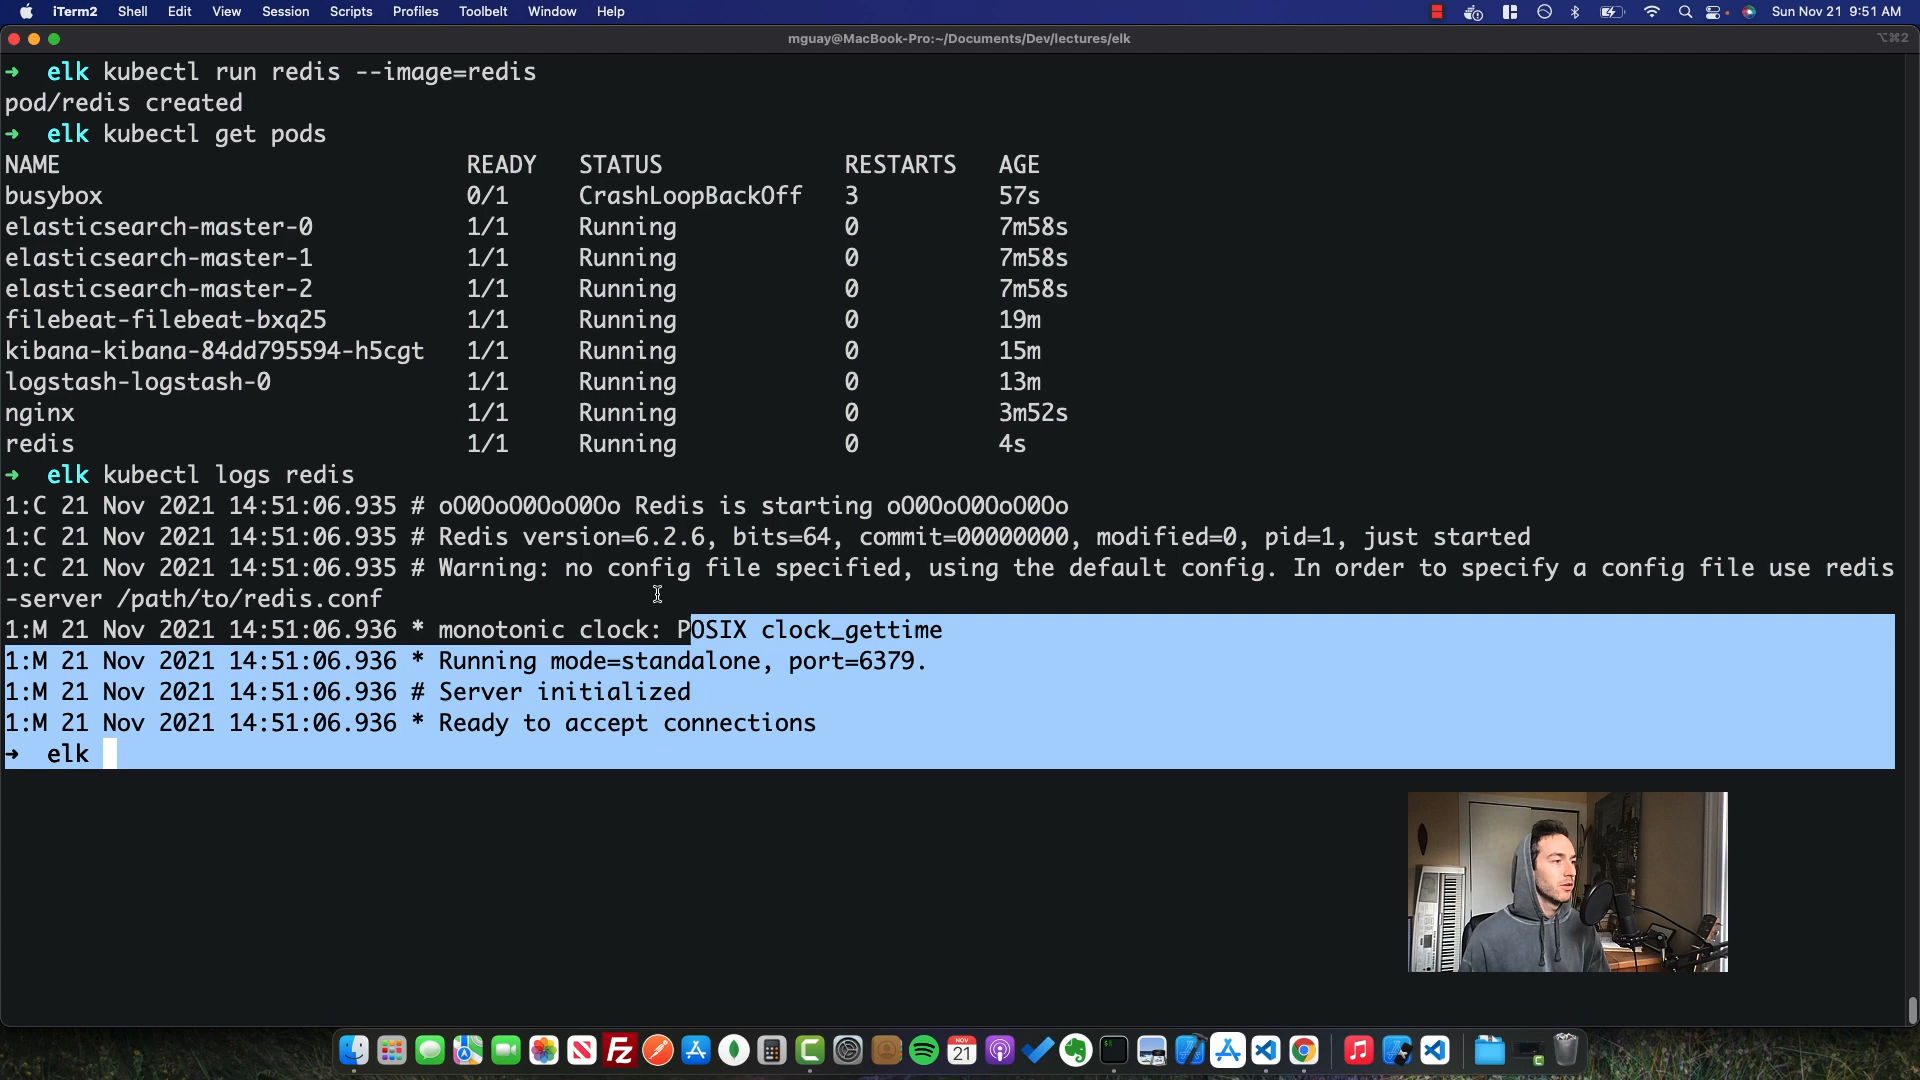 iTerm2 Shell Edit View Session Scripts Profiles Toolbelt Window Help Sun Nov 21 9:51 AM
mguay@MacBook-Pro:~/Documents/Dev/lectures/elk ⌥⌘2
➜ elk kubectl run redis --image=redis
pod/redis created
➜ elk kubectl get pods
NAME READY STATUS RESTARTS AGE
busybox 0/1 CrashLoopBackOff 3 57s
elasticsearch-master-0 1/1 Running 0 7m58s
elasticsearch-master-1 1/1 Running 0 7m58s
elasticsearch-master-2 1/1 Running 0 7m58s
filebeat-filebeat-bxq25 1/1 Running 0 19m
kibana-kibana-84dd795594-h5cgt 1/1 Running 0 15m
logstash-logstash-0 1/1 Running 0 13m
nginx 1/1 Running 0 3m52s
redis 1/1 Running 0 4s
➜ elk kubectl logs redis
1:C 21 Nov 2021 14:51:06.935 # oO0OoO0OoO0Oo Redis is starting oO0OoO0OoO0Oo
1:C 21 Nov 2021 14:51:06.935 # Redis version=6.2.6, bits=64, commit=00000000, modified=0, pid=1, just started
1:C 21 Nov 2021 14:51:06.935 # Warning: no config file specified, using the default config. In order to specify a config file use redis
-server /path/to/redis.conf
1:M 21 Nov 2021 14:51:06.936 * monotonic clock: POSIX clock_gettime
1:M 21 Nov 2021 14:51:06.936 * Running mode=standalone, port=6379.
1:M 21 Nov 2021 14:51:06.936 # Server initialized
1:M 21 Nov 2021 14:51:06.936 * Ready to accept connections
➜ elk
NOV
21